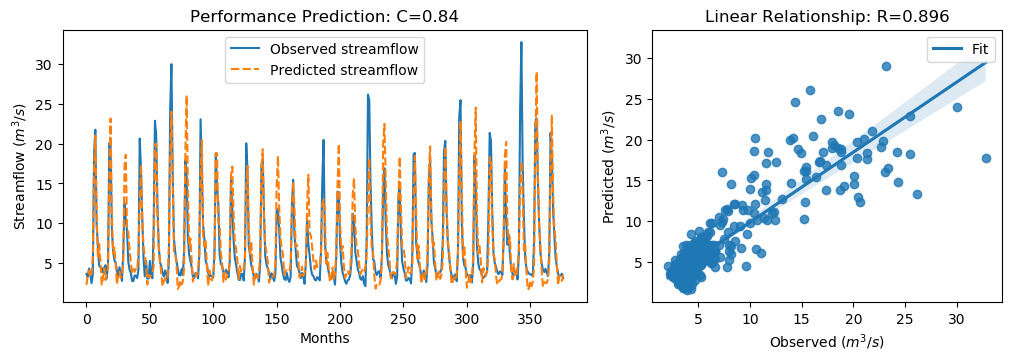 Performance Prediction: C=0.84
Observed streamflow
Predicted streamflow
Streamflow (m³/s)
30
25
20
15
10
5
0 50 100 150 200 250 300 350
Months
Linear Relationship: R=0.896
Fit
Predicted (m³/s)
30
25
20
15
10
5
5 10 15 20 25 30
Observed (m³/s)